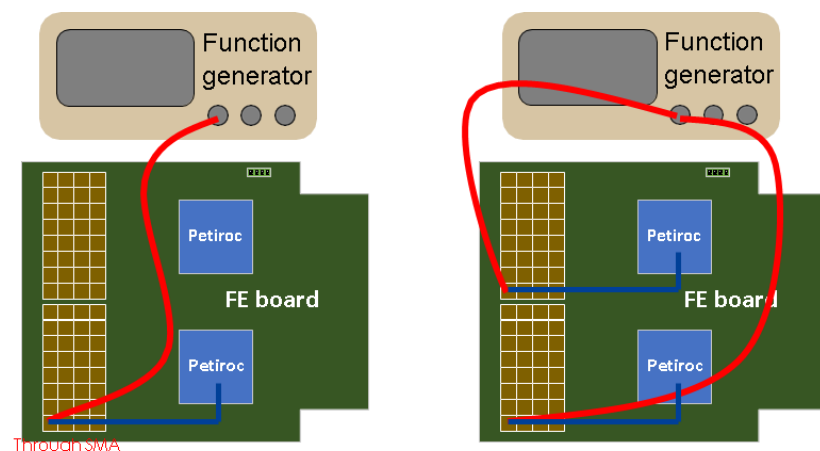 Function
generator
Petiroc
FE board
Petiroc
Through SMA
Function
generator
Petiroc
FE board
Petiroc